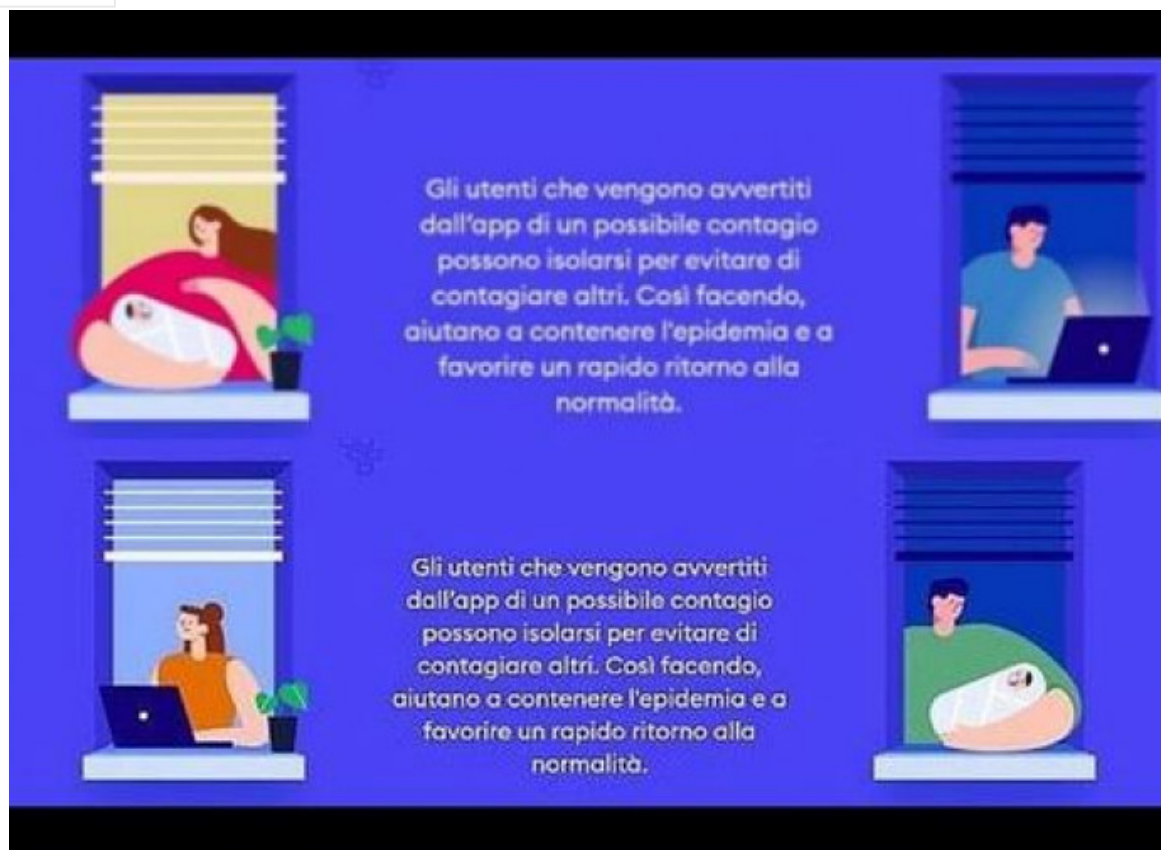 Gli utenti che vengono avvertiti
dall'app di un possibile contagio
possono isolarsi per evitare di
contagiare altri. Così facendo,
aiutano a contenere l'epidemia e a
favorire un rapido ritorno alla
normalità.
Gli utenti che vengono avvertiti
dall'app di un possibile contagio
possono isolarsi per evitare di
contagiare altri. Così facendo,
aiutano a contenere l'epidemia e a
favorire un rapido ritorno alla
normalità.